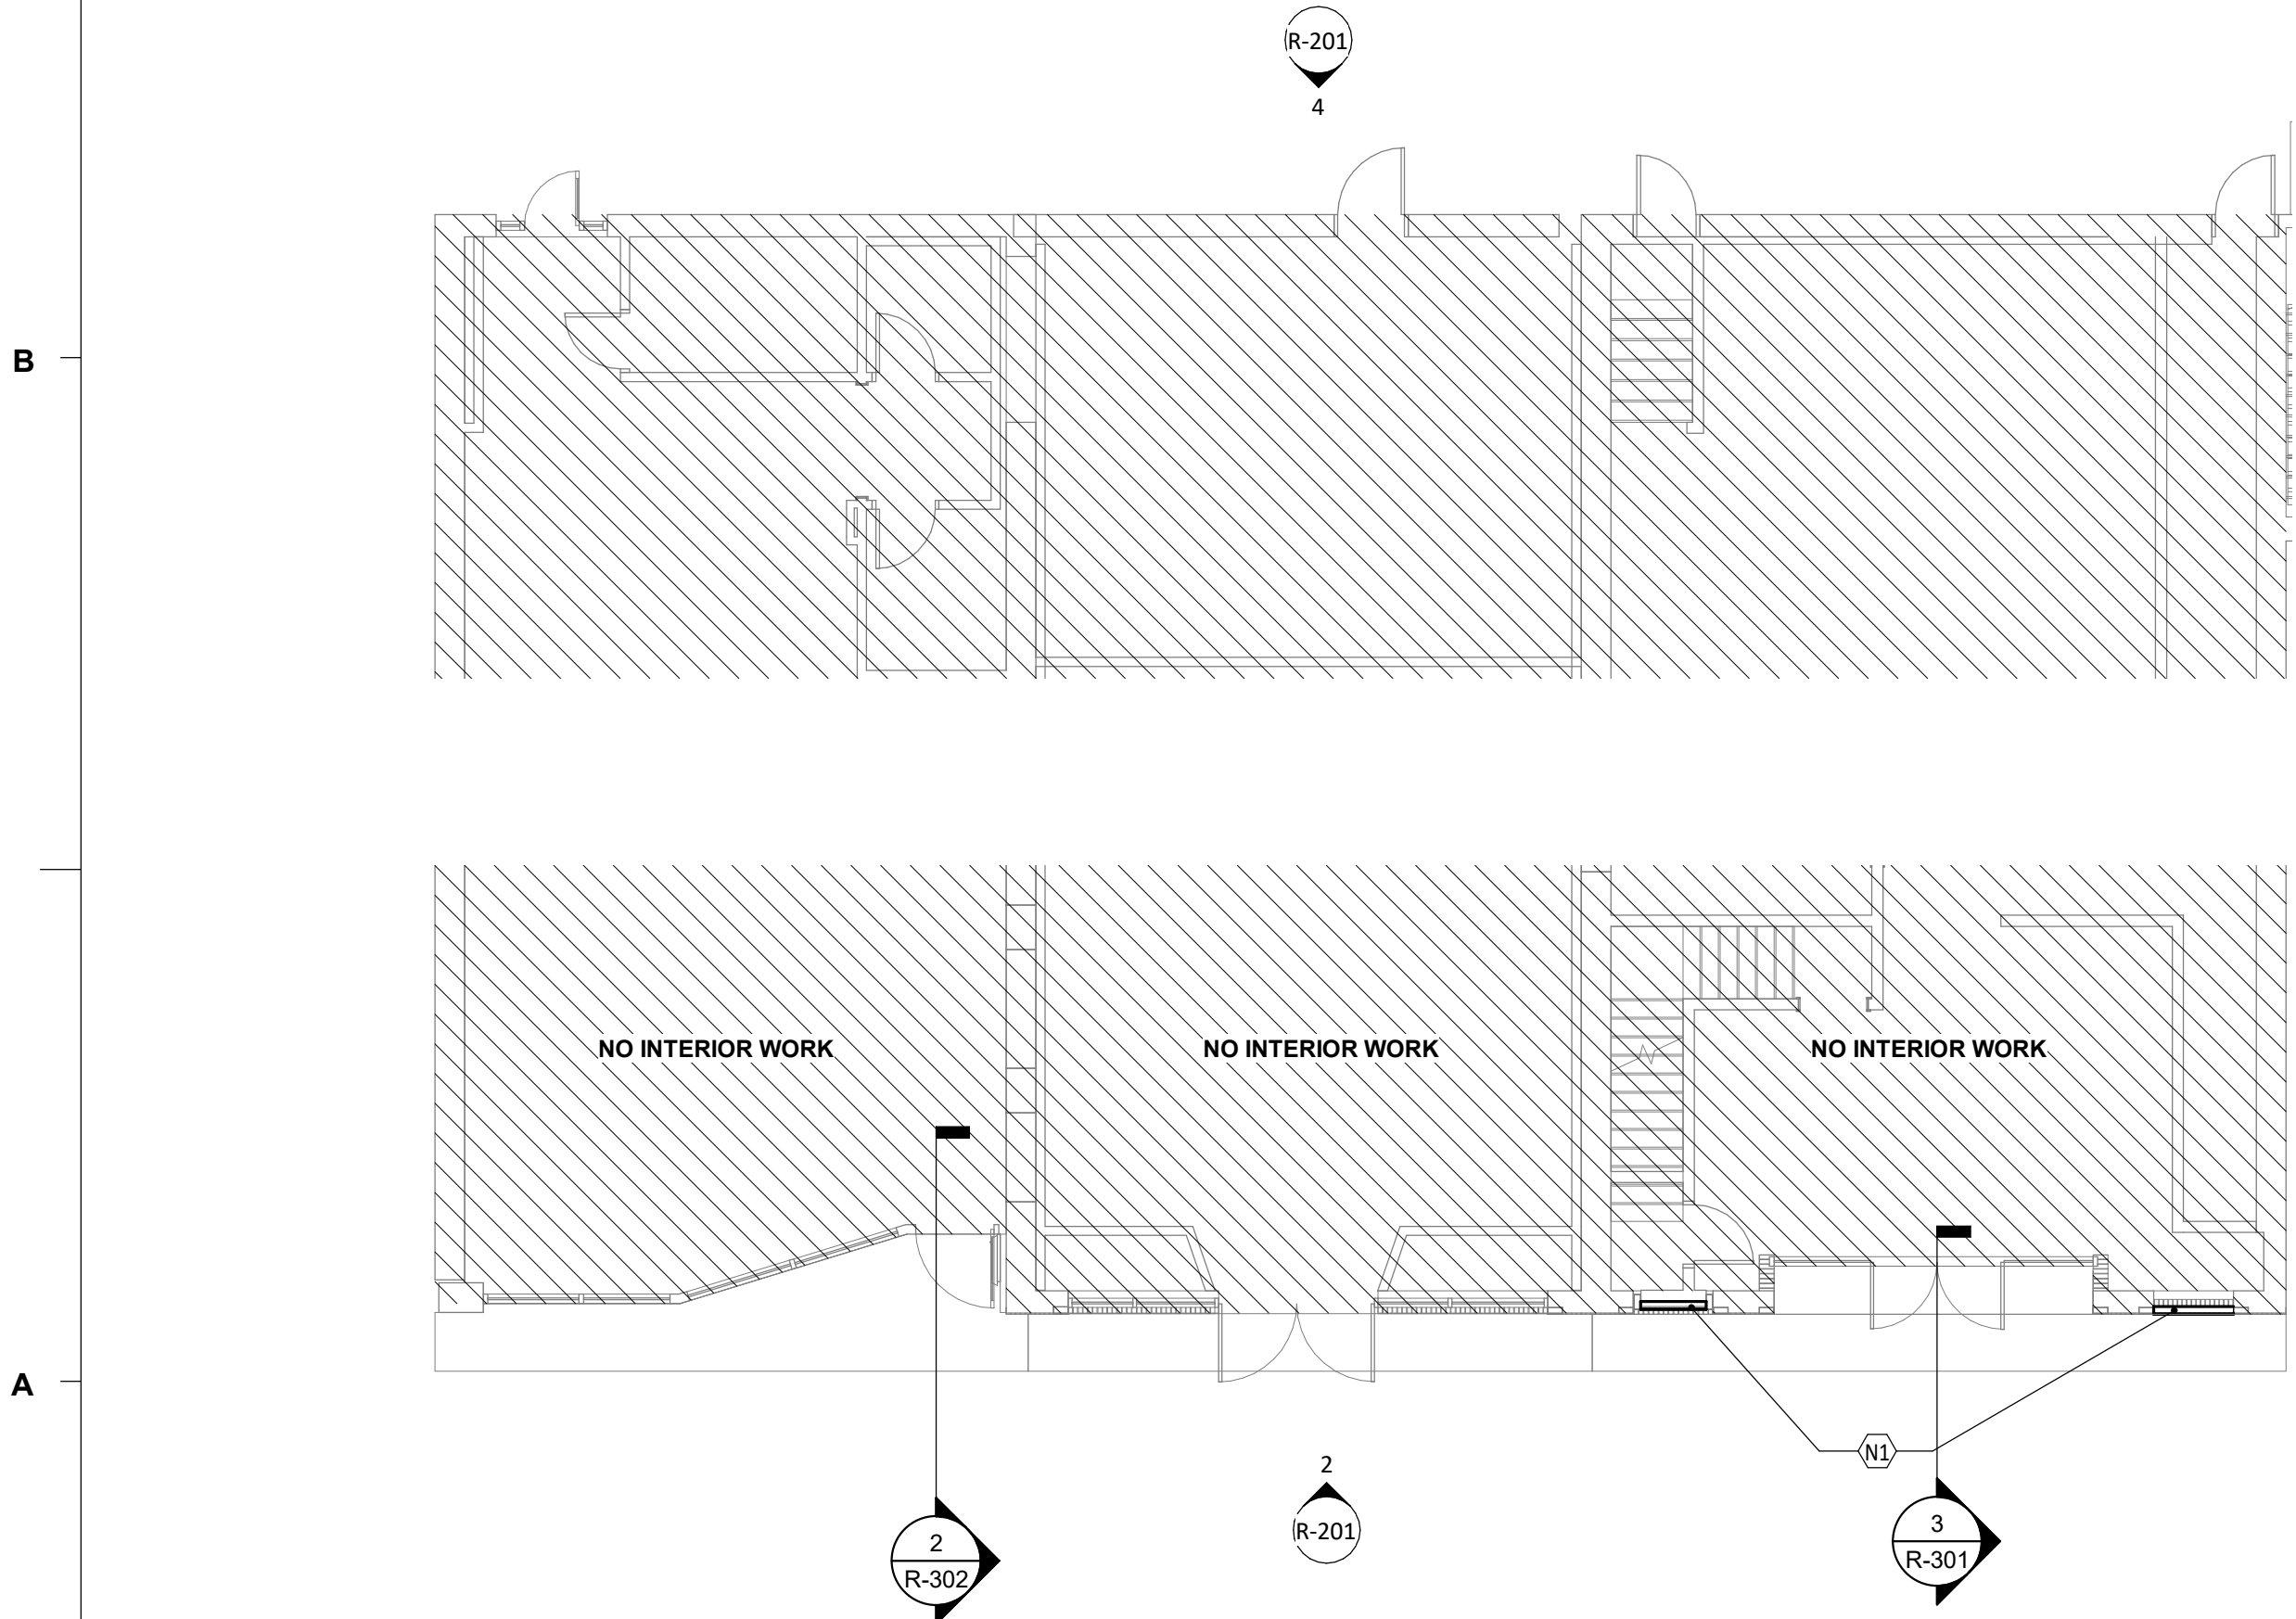 R-201
4
B
NO INTERIOR WORK
NO INTERIOR WORK
NO INTERIOR WORK
A
N1
2
R-201
2
R-302
3
R-301